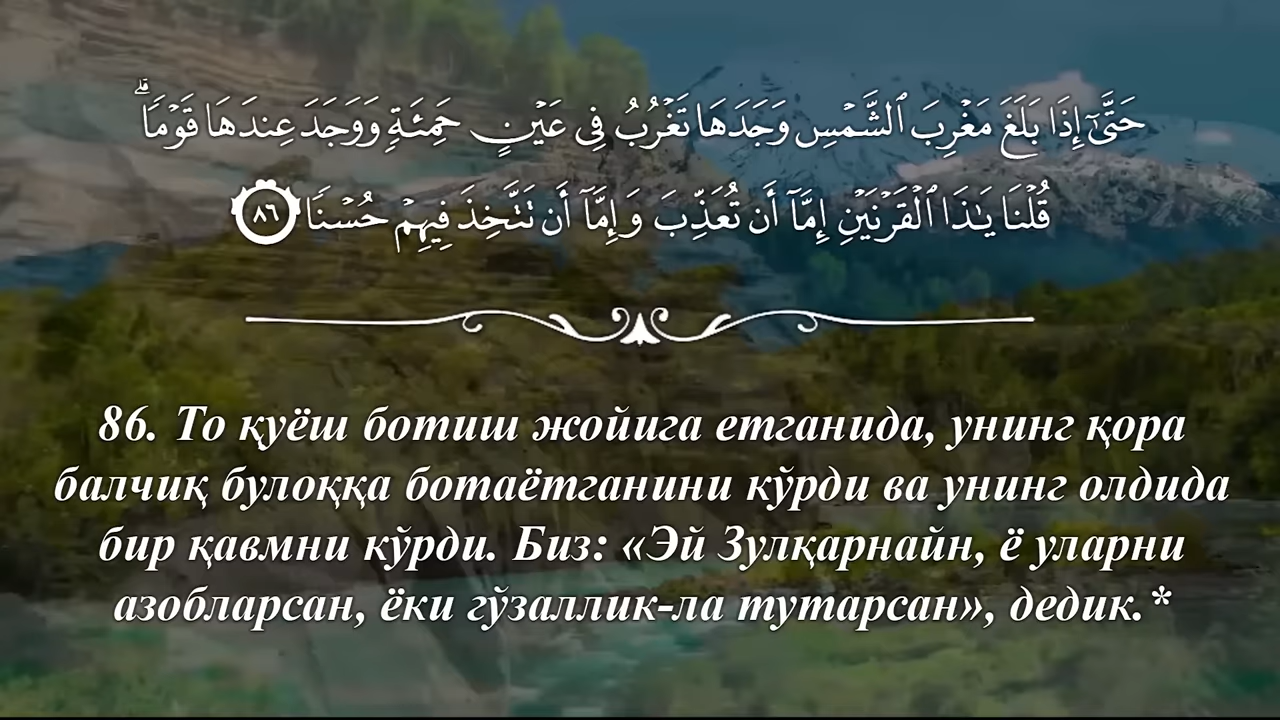 حَتَّىٰٓ إِذَا بَلَغَ مَغْرِبَ ٱلشَّمْسِ وَجَدَهَا تَغْرُبُ فِى عَيْنٍ حَمِئَةٍ وَوَجَدَ عِندَهَا قَوْمًا ۗ
قُلْنَا يَـٰذَا ٱلْقَرْنَيْنِ إِمَّآ أَن تُعَذِّبَ وَإِمَّآ أَن تَتَّخِذَ فِيهِمْ حُسْنًا ٨٦
86. То қуёш ботиш жойига етганида, унинг қора
балчиқ булоққа ботаётганини кўрди ва унинг олдида
бир қавмни кўрди. Биз: «Эй Зулқарнайн, ё уларни
азобларсан, ёки гўзаллик-ла тутарсан», дедик.*